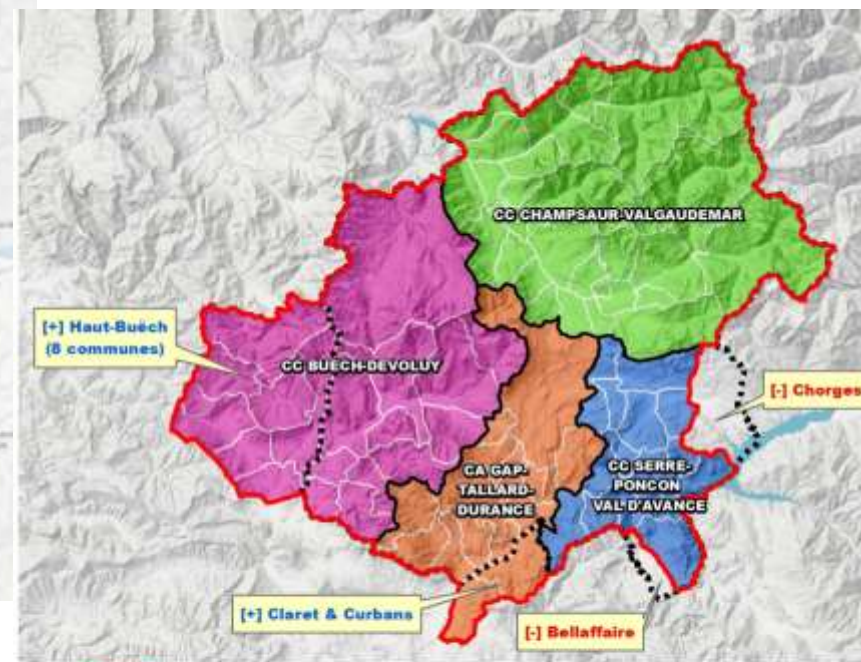 CC CHAMPSAUR-VALGAUDEMAR
[+] Haut-Buëch
(8 communes)
CC BUËCH-DEVOLUY
[-] Chorges
CA GAP-
TALLARD-
DURANCE
CC SERRE-
PONCON
VAL D'AVANCE
[+] Claret & Curbans
[-] Bellaffaire